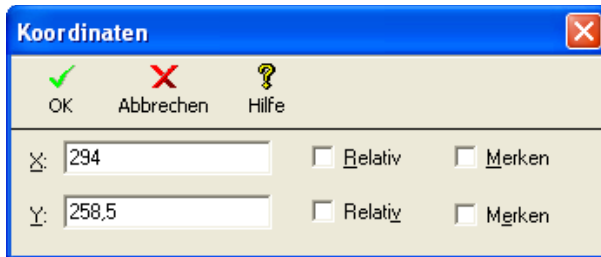 Koordinaten
OK Abbrechen Hilfe
X: 294 Relativ Merken
Y: 258,5 Relativ Merken